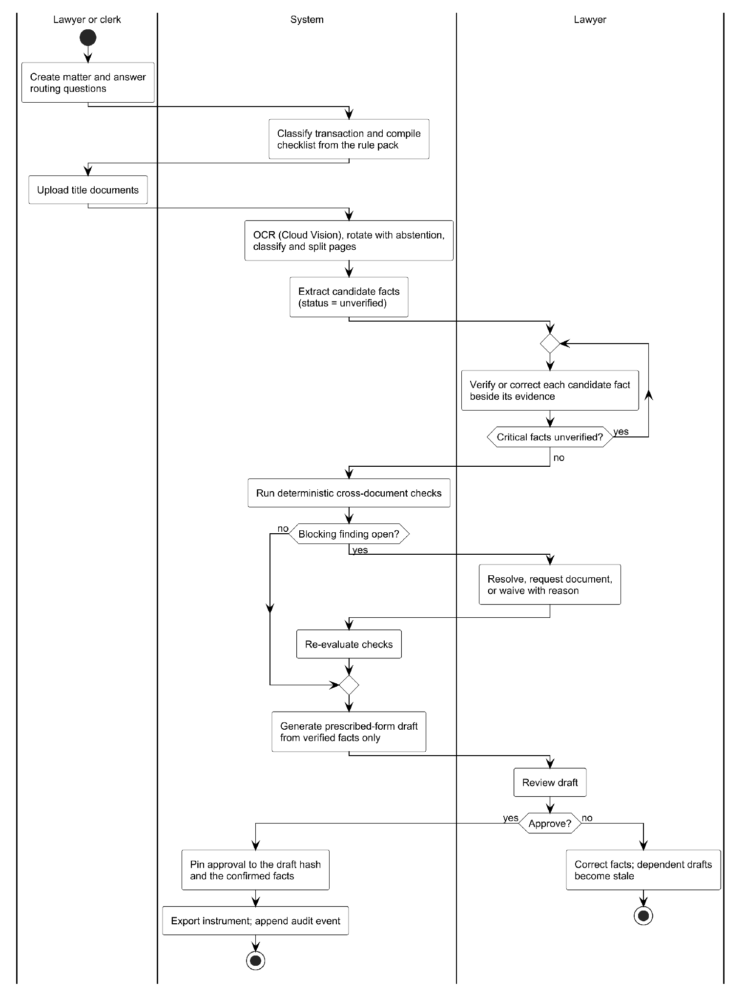 Lawyer or clerk
System
Lawyer
Create matter and answer
routing questions
Classify transaction and compile
checklist from the rule pack
Upload title documents
OCR (Cloud Vision), rotate with abstention,
classify and split pages
Extract candidate facts
(status = unverified)
Verify or correct each candidate fact
beside its evidence
Critical facts unverified?
yes
no
Run deterministic cross-document checks
no
Blocking finding open?
yes
Resolve, request document,
or waive with reason
Re-evaluate checks
Generate prescribed-form draft
from verified facts only
Review draft
yes
Approve?
no
Pin approval to the draft hash
and the confirmed facts
Correct facts; dependent drafts
become stale
Export instrument; append audit event